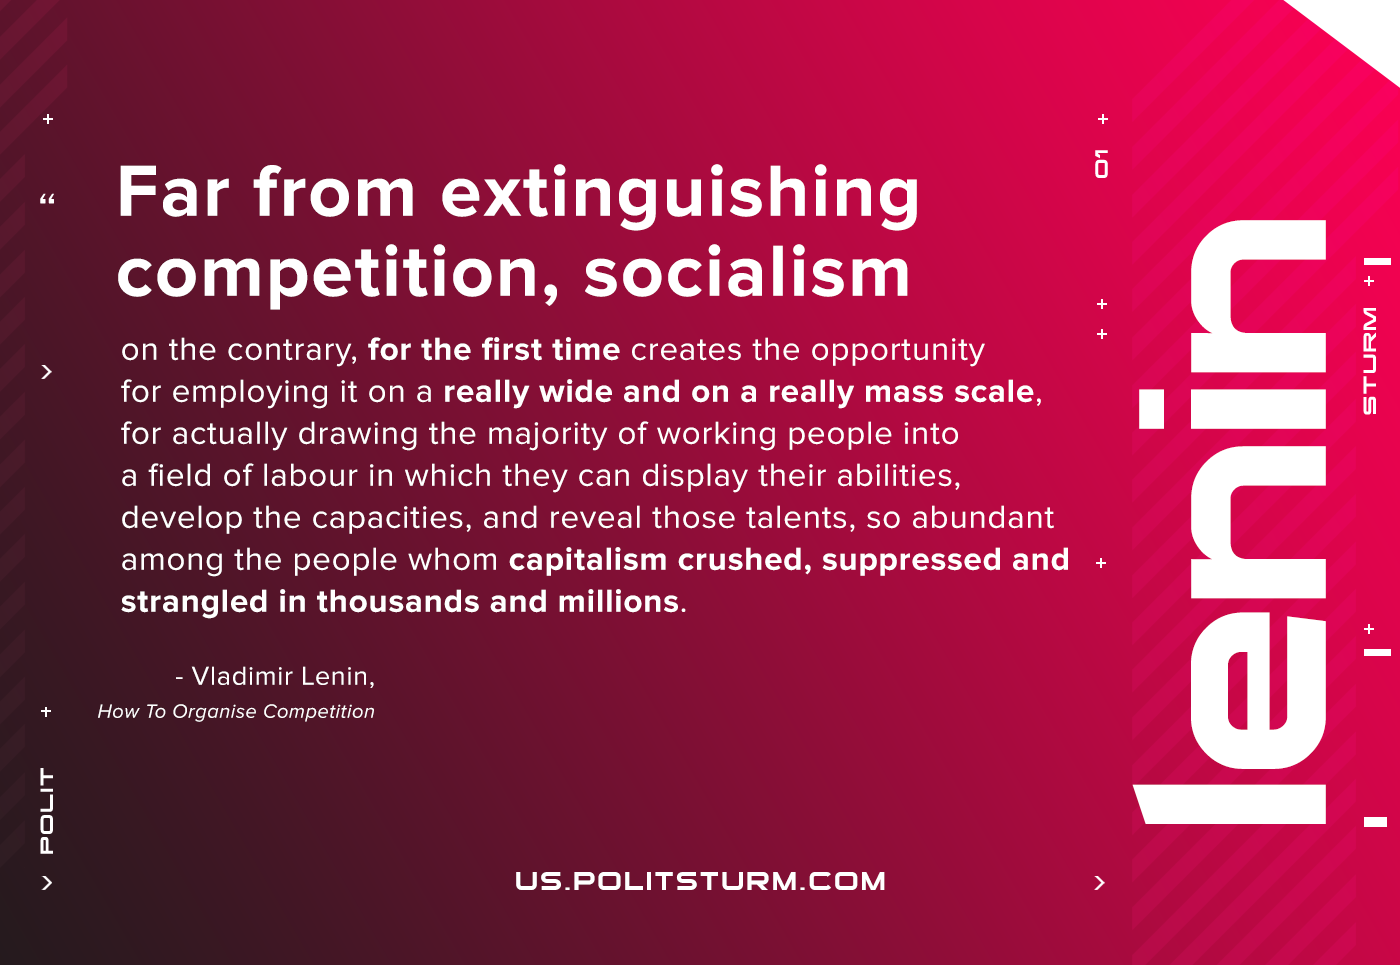 “
Far from extinguishing
competition, socialism
on the contrary, for the first time creates the opportunity
for employing it on a really wide and on a really mass scale,
for actually drawing the majority of working people into
a field of labour in which they can display their abilities,
develop the capacities, and reveal those talents, so abundant
among the people whom capitalism crushed, suppressed and
strangled in thousands and millions.
- Vladimir Lenin,
How To Organise Competition
POLIT
US.POLITSTURM.COM
01
lenin
STURM